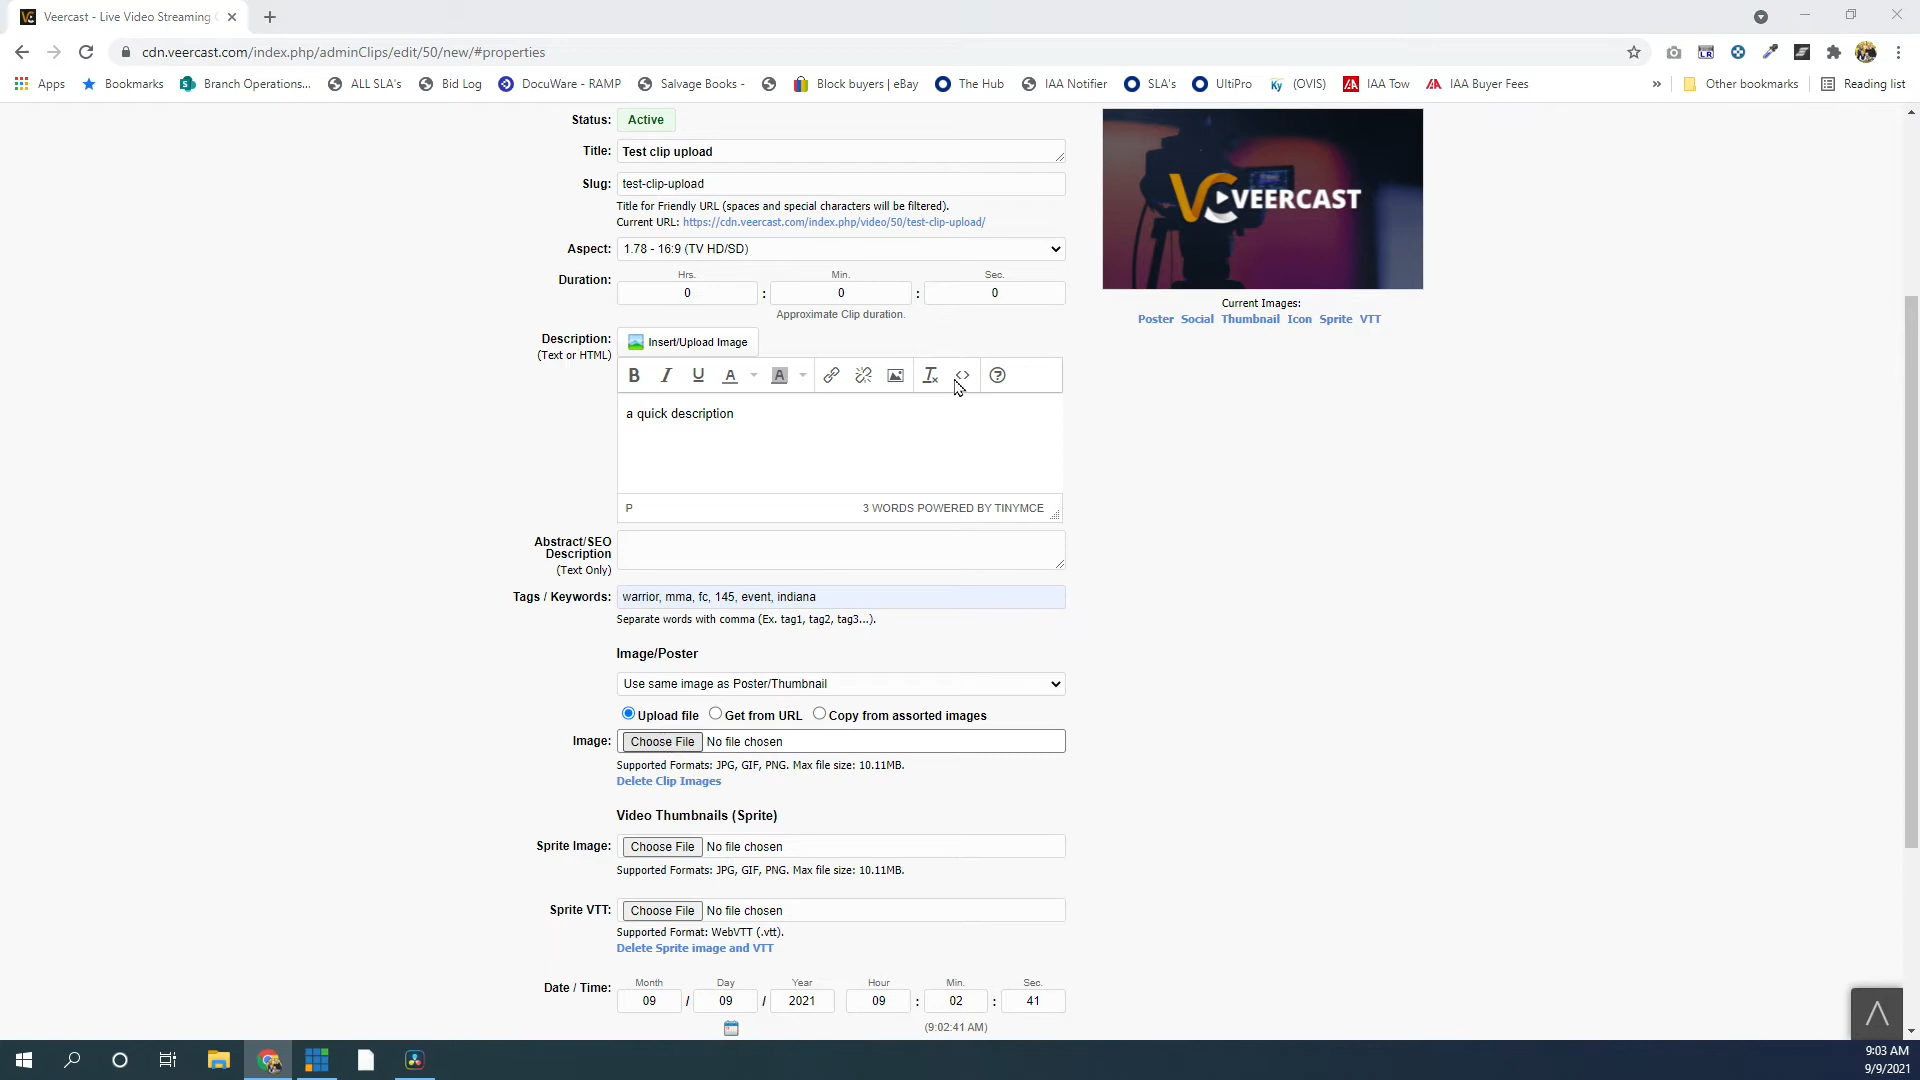 Veercast - Live Video Streaming
cdn.veercast.com/index.php/adminClips/edit/50/new/#properties
Apps
Bookmarks
Branch Operations...
ALL SLA's
Bid Log
DocuWare - RAMP
Salvage Books -
Block buyers | eBay
The Hub
IAA Notifier
SLA's
UltiPro
Ky (OVIS)
IAA Tow
IAA Buyer Fees
»
Other bookmarks
Reading list
Status: Active
Title: Test clip upload
Slug: test-clip-upload
Title for Friendly URL (spaces and special characters will be filtered).
Current URL: https://cdn.veercast.com/index.php/video/50/test-clip-upload/
Aspect: 1.78 - 16:9 (TV HD/SD)
Hrs. Min. Sec.
Duration: 0 : 0 : 0
Approximate Clip duration.
VC VEERCAST
Current Images:
Poster Social Thumbnail Icon Sprite VTT
Description: Insert/Upload Image
(Text or HTML)
B I U A A
a quick description
P 3 WORDS POWERED BY TINYMCE
Abstract/SEO
Description
(Text Only)
Tags / Keywords: warrior, mma, fc, 145, event, indiana
Separate words with comma (Ex. tag1, tag2, tag3...).
Image/Poster
Use same image as Poster/Thumbnail
Upload file Get from URL Copy from assorted images
Image: Choose File No file chosen
Supported Formats: JPG, GIF, PNG. Max file size: 10.11MB.
Delete Clip Images
Video Thumbnails (Sprite)
Sprite Image: Choose File No file chosen
Supported Formats: JPG, GIF, PNG. Max file size: 10.11MB.
Sprite VTT: Choose File No file chosen
Supported Format: WebVTT (.vtt).
Delete Sprite image and VTT
Month Day Year Hour Min. Sec.
Date / Time: 09 / 09 / 2021 09 : 02 : 41
(9:02:41 AM)
9:03 AM
9/9/2021